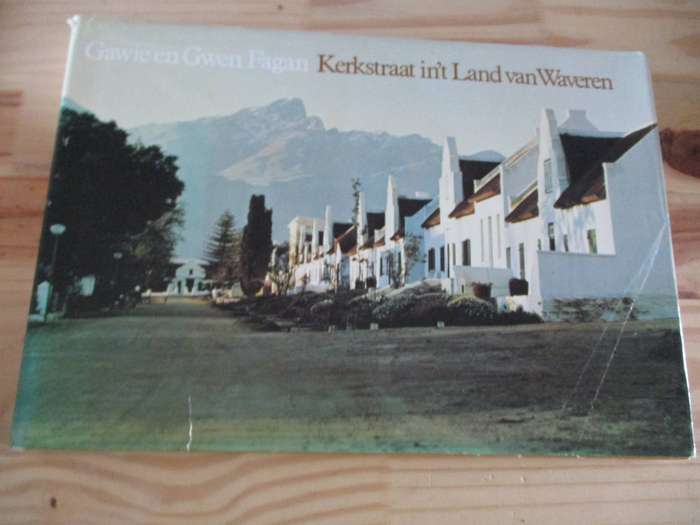 Gawie en Gwen Fagan Kerkstraat in't Land van Waveren